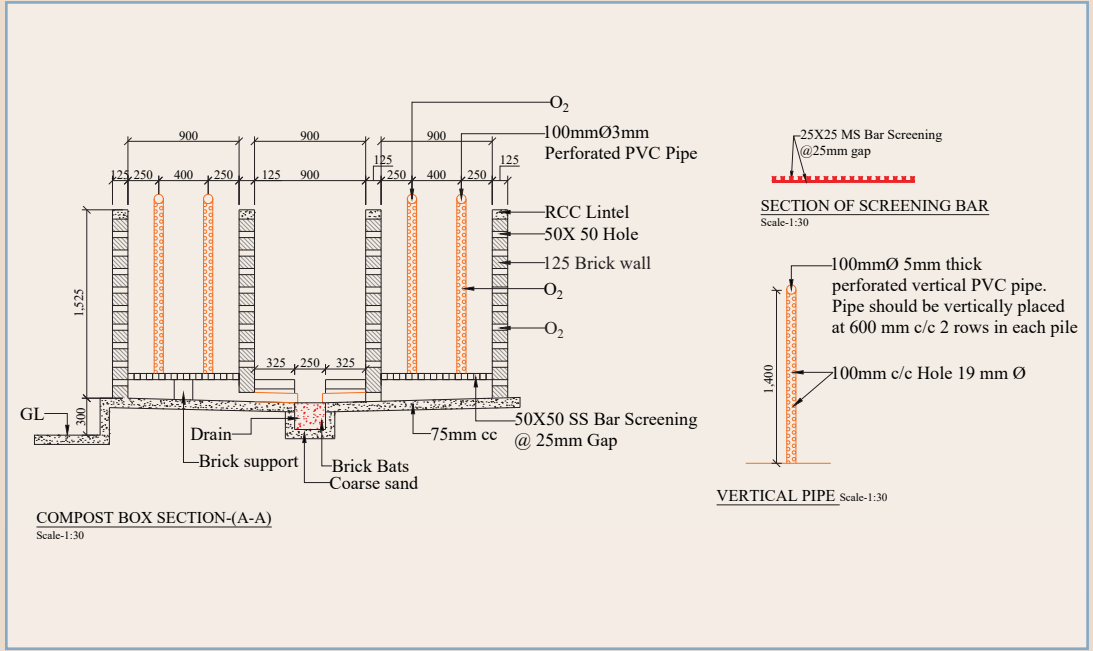 O2
100mmØ3mm
Perforated PVC Pipe
900
900
900
125
125
125 250 400 250 125 900 250 400 250
RCC Lintel
50X 50 Hole
125 Brick wall
O2
O2
1,525
325 250 325
GL
300
Drain
Brick support
Brick Bats
Coarse sand
75mm cc
50X50 SS Bar Screening
@ 25mm Gap
COMPOST BOX SECTION-(A-A)
Scale-1:30
25X25 MS Bar Screening
@25mm gap
SECTION OF SCREENING BAR
Scale-1:30
100mmØ 5mm thick
perforated vertical PVC pipe.
Pipe should be vertically placed
at 600 mm c/c 2 rows in each pile
1,400
100mm c/c Hole 19 mm Ø
VERTICAL PIPE Scale-1:30